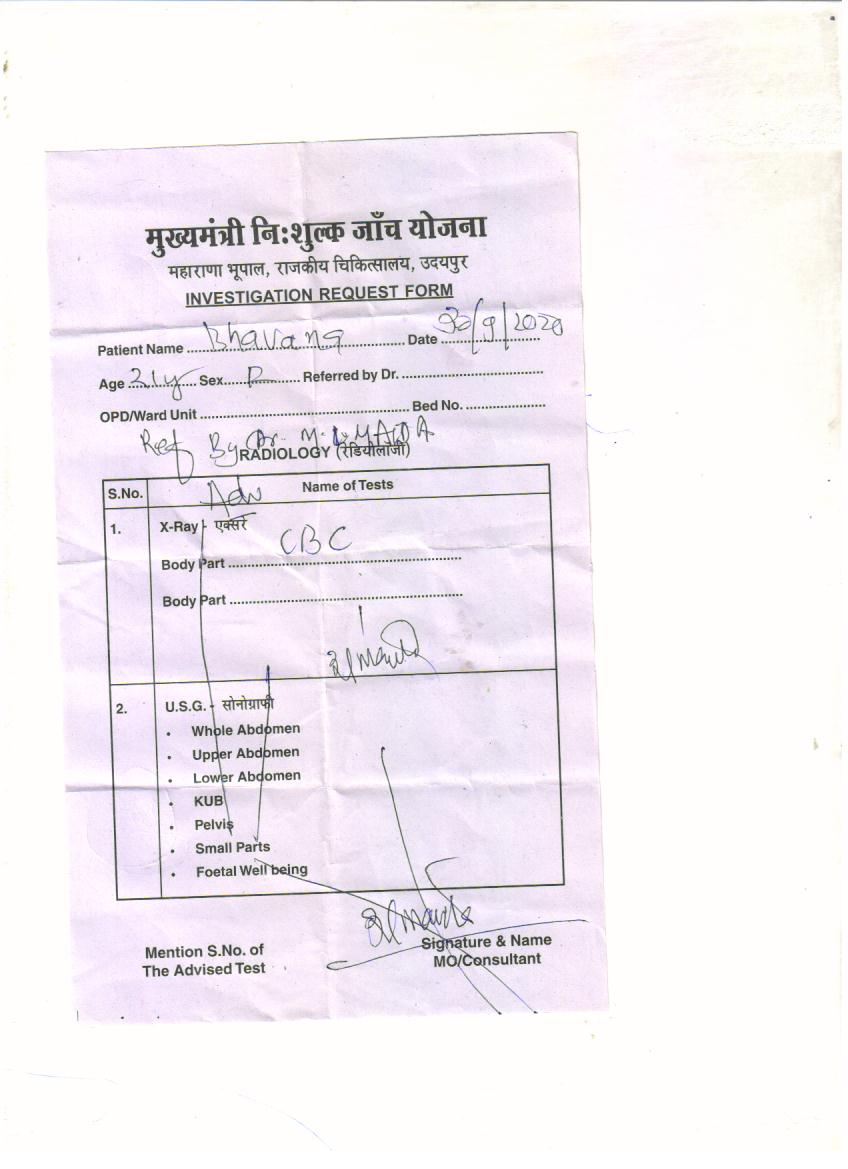 मुख्यमंत्री नि:शुल्क जाँच योजना
महाराणा भूपाल, राजकीय चिकित्सालय, उदयपुर
INVESTIGATION REQUEST FORM
Patient Name Bhavana Date 30/9/2020
Age 21y Sex Referred by Dr.
OPD/Ward Unit Bed No.
Ref By Dr. M.
RADIOLOGY (रेडियोलॉजी)
S.No. Adv Name of Tests
1. X-Ray - एक्सरे
CBC
Body Part
Body Part
2. U.S.G. - सोनोग्राफी
• Whole Abdomen
• Upper Abdomen
• Lower Abdomen
• KUB
• Pelvis
• Small Parts
• Foetal Well being
Mention S.No. of
The Advised Test
Signature & Name
MO/Consultant